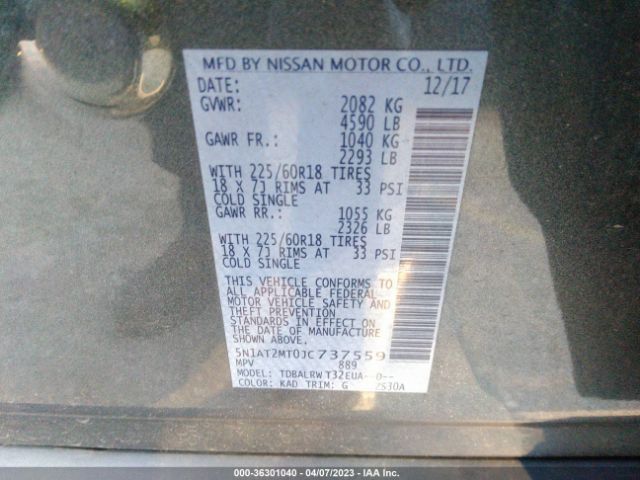 MFD BY NISSAN MOTOR CO., LTD.
DATE: 12/17
GVWR: 2082 KG
4590 LB
GAWR FR.: 1040 KG
2293 LB
WITH 225/60R18 TIRES
18 X 7J RIMS AT 33 PSI
COLD SINGLE
GAWR RR.: 1055 KG
2326 LB
WITH 225/60R18 TIRES
18 X 7J RIMS AT 33 PSI
COLD SINGLE
THIS VEHICLE CONFORMS TO
ALL APPLICABLE FEDERAL
MOTOR VEHICLE SAFETY AND
THEFT PREVENTION
STANDARDS IN EFFECT ON
THE DATE OF MANUFACTURE
SHOWN ABOVE.
5N1AT2MT0JC737559
MPV 889
MODEL: TDBALRW T32EUA--D--
COLOR: KAD TRIM: G /S30A
000-36301040 - 04/07/2023 - IAA Inc.